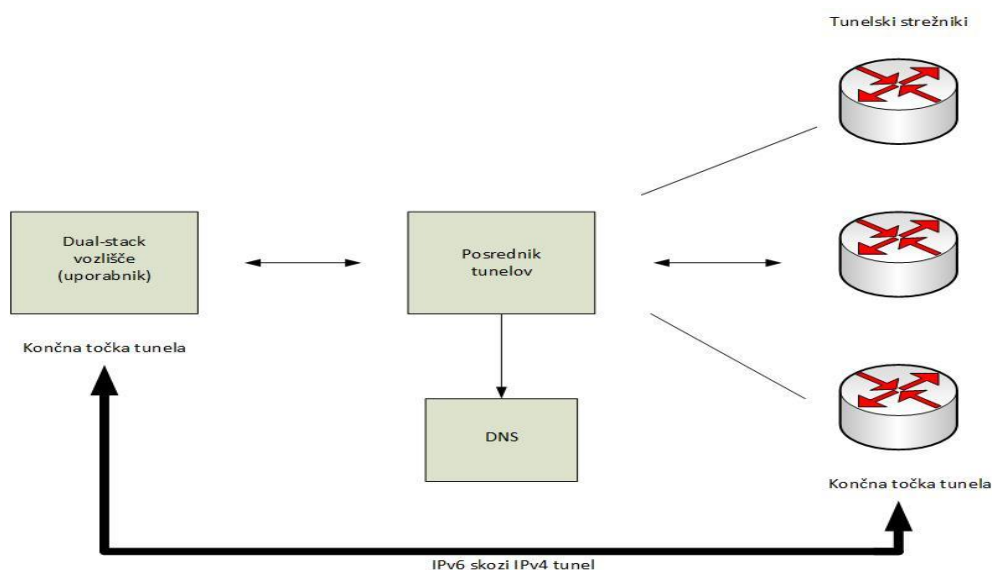 Tunelski strežniki
Dual-stack
vozlišče
(uporabnik)
Posrednik
tunelov
Končna točka tunela
DNS
Končna točka tunela
IPv6 skozi IPv4 tunel